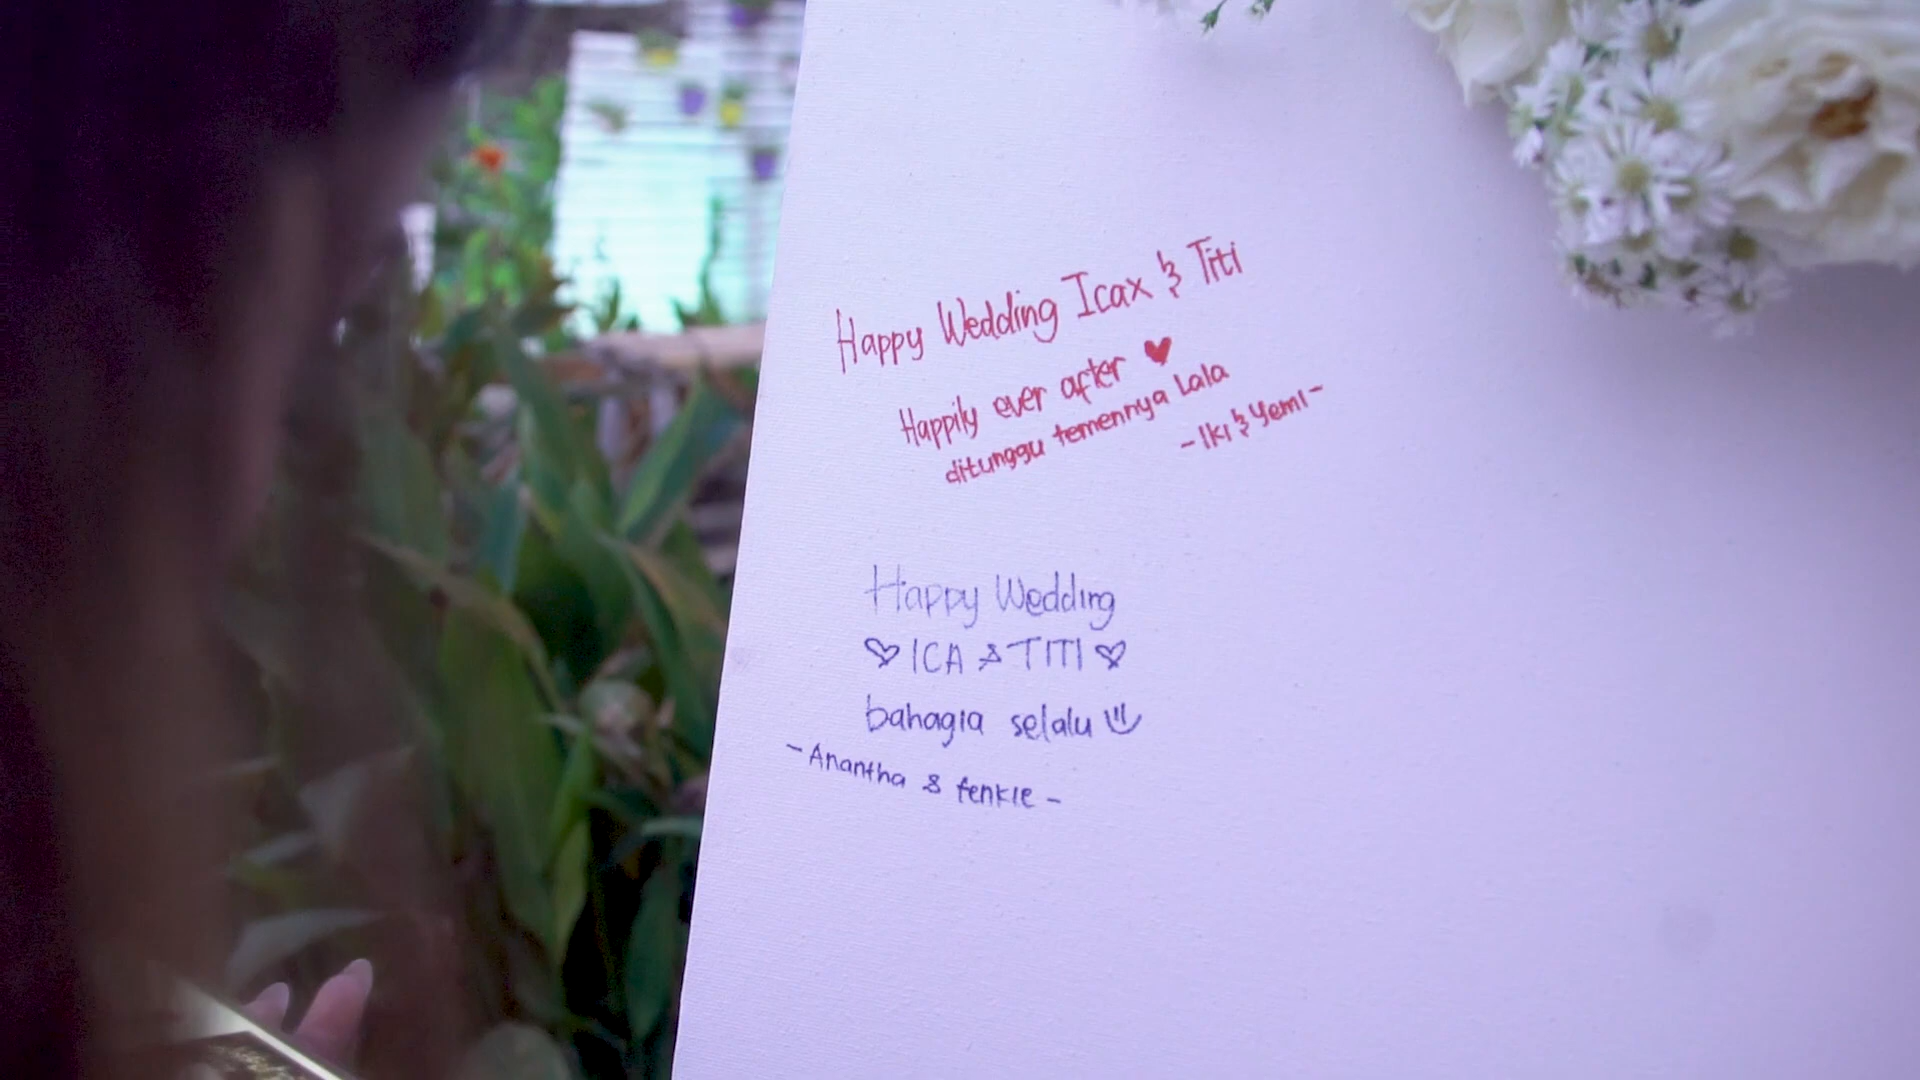 Happy Wedding Icax & Titi
Happily ever after ♥
ditunggu temennya Lala
-Iki & Yemi-
Happy Wedding
♡ ICA & TITI ♡
bahagia selalu
-Anantha & fenkie-